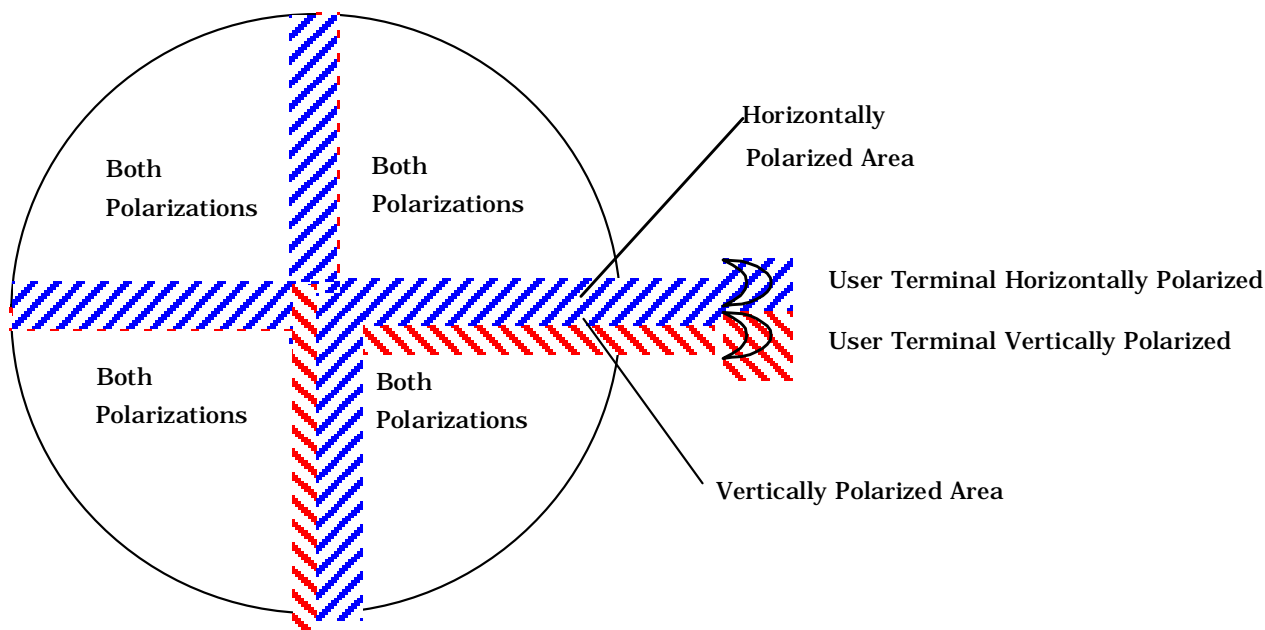 Horizontally
Polarized Area
Both
Polarizations
Both
Polarizations
User Terminal Horizontally Polarized
User Terminal Vertically Polarized
Both
Polarizations
Both
Polarizations
Vertically Polarized Area